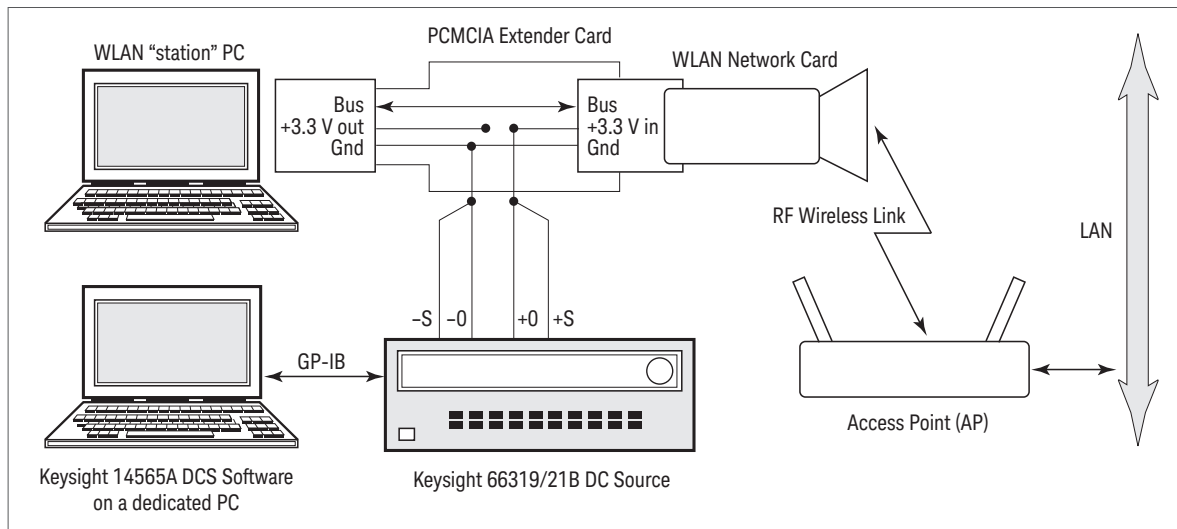 PCMCIA Extender Card
WLAN “station” PC
WLAN Network Card
Bus
+3.3 V out
Gnd
Bus
+3.3 V in
Gnd
RF Wireless Link
LAN
–S
–0
+0
+S
GP-IB
Access Point (AP)
Keysight 14565A DCS Software
on a dedicated PC
Keysight 66319/21B DC Source